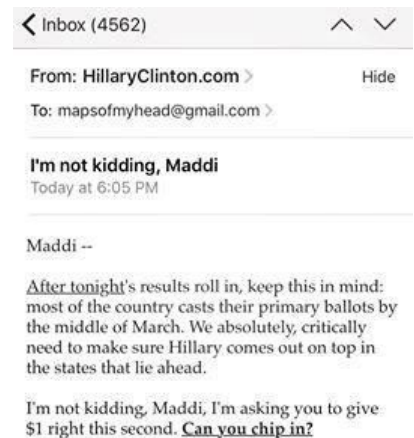 Inbox (4562)
From: HillaryClinton.com
Hide
To: mapsofmyhead@gmail.com
I'm not kidding, Maddi
Today at 6:05 PM
Maddi --
After tonight's results roll in, keep this in mind:
most of the country casts their primary ballots by
the middle of March. We absolutely, critically
need to make sure Hillary comes out on top in
the states that lie ahead.
I'm not kidding, Maddi, I'm asking you to give
$1 right this second. Can you chip in?